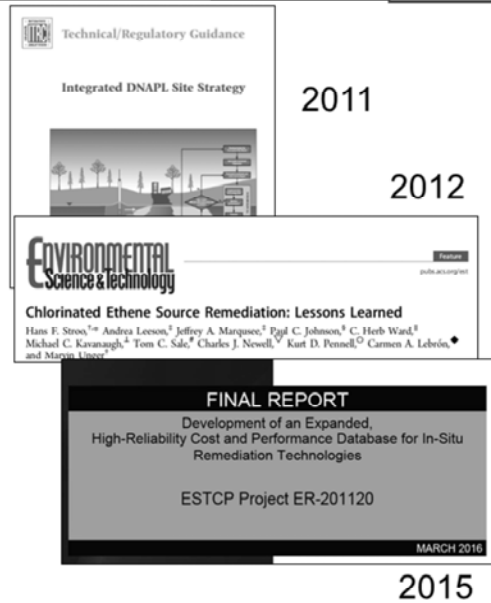 ITRC
Technical/Regulatory Guidance
Integrated DNAPL Site Strategy
2011
2012
ENVIRONMENTAL
Science & Technology
Feature
pubs.acs.org/est
Chlorinated Ethene Source Remediation: Lessons Learned
Hans F. Stroo,†,* Andrea Leeson,‡ Jeffrey A. Marqusee,‡ Paul C. Johnson,§ C. Herb Ward,∥
Michael C. Kavanaugh,⊥ Tom C. Sale,# Charles J. Newell,▽ Kurt D. Pennell,○ Carmen A. Lebrón,◆
and Marvin Unger†
FINAL REPORT
Development of an Expanded,
High-Reliability Cost and Performance Database for In-Situ
Remediation Technologies
ESTCP Project ER-201120
MARCH 2016
2015